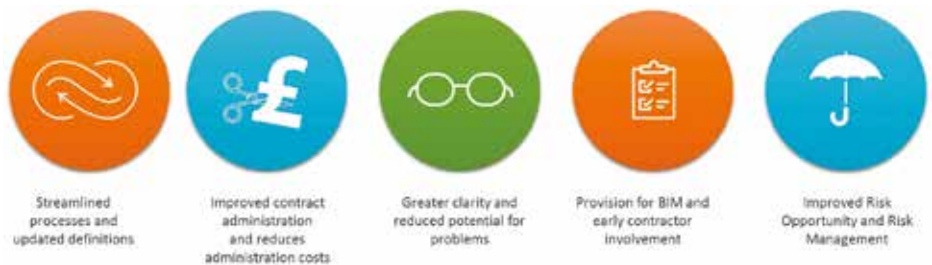 £
Streamlined
processes and
updated definitions
Improved contract
administration
and reduces
administration costs
Greater clarity and
reduced potential for
problems
Provision for BIM and
early contractor
involvement
Improved Risk
Opportunity and Risk
Management